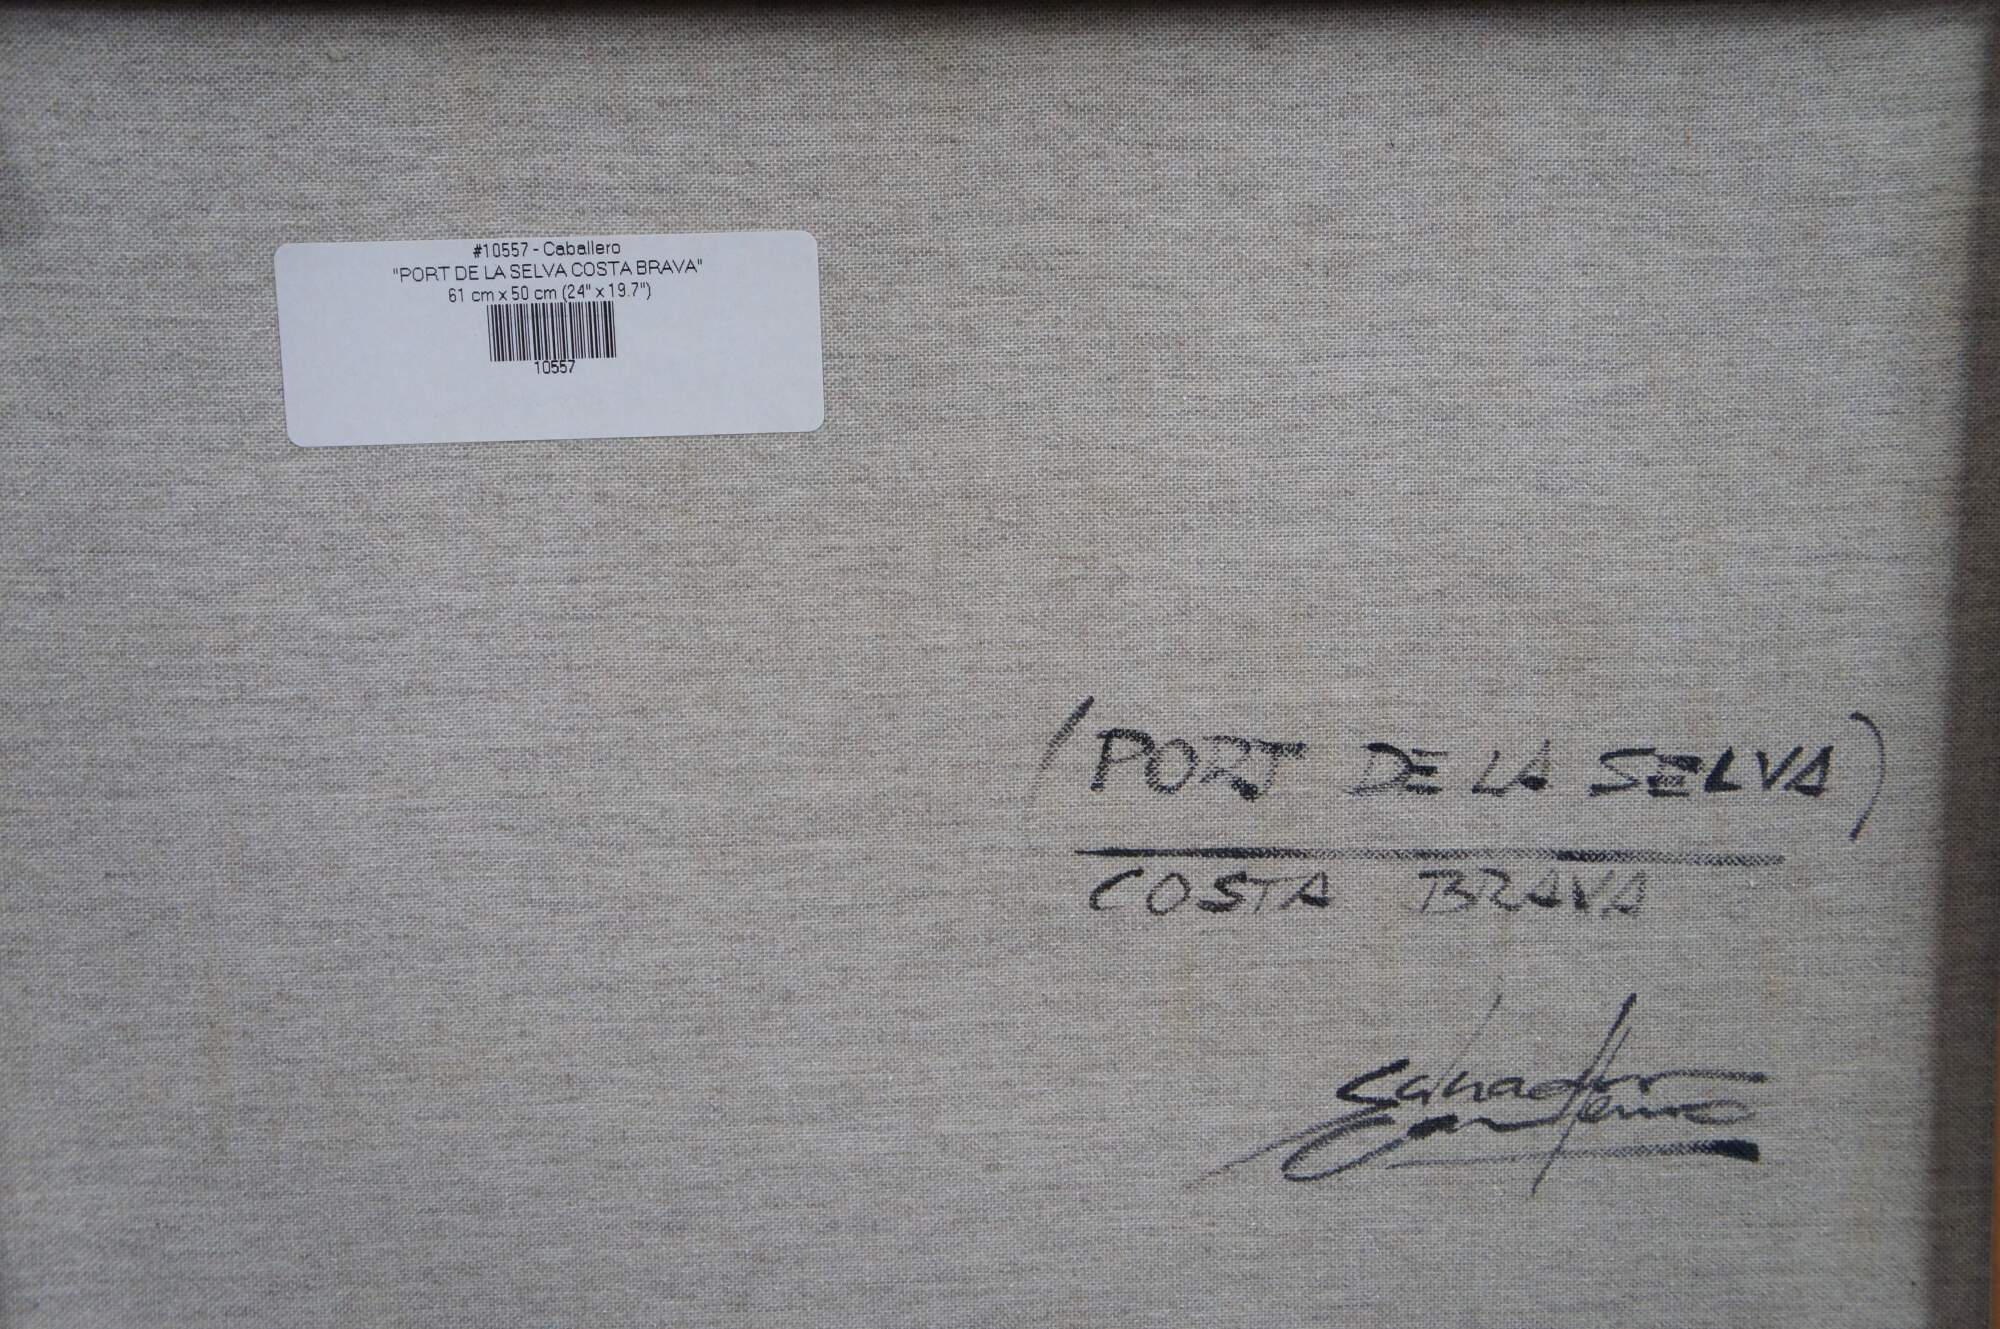 #10557 - Caballero
"PORT DE LA SELVA COSTA BRAVA"
61 cm x 50 cm (24" x 19.7")
10557
(PORT DE LA SELVA)
COSTA BRAVA
Salvador